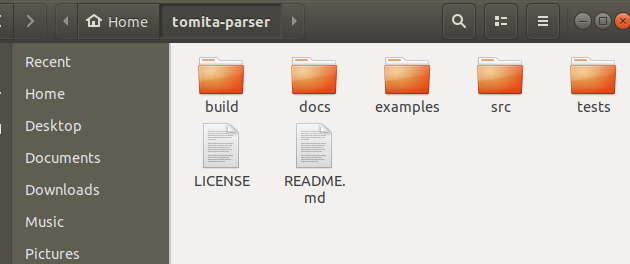 Home tomita-parser
Recent
Home
Desktop
Documents
Downloads
Music
Pictures
build docs examples src tests
LICENSE README.
md